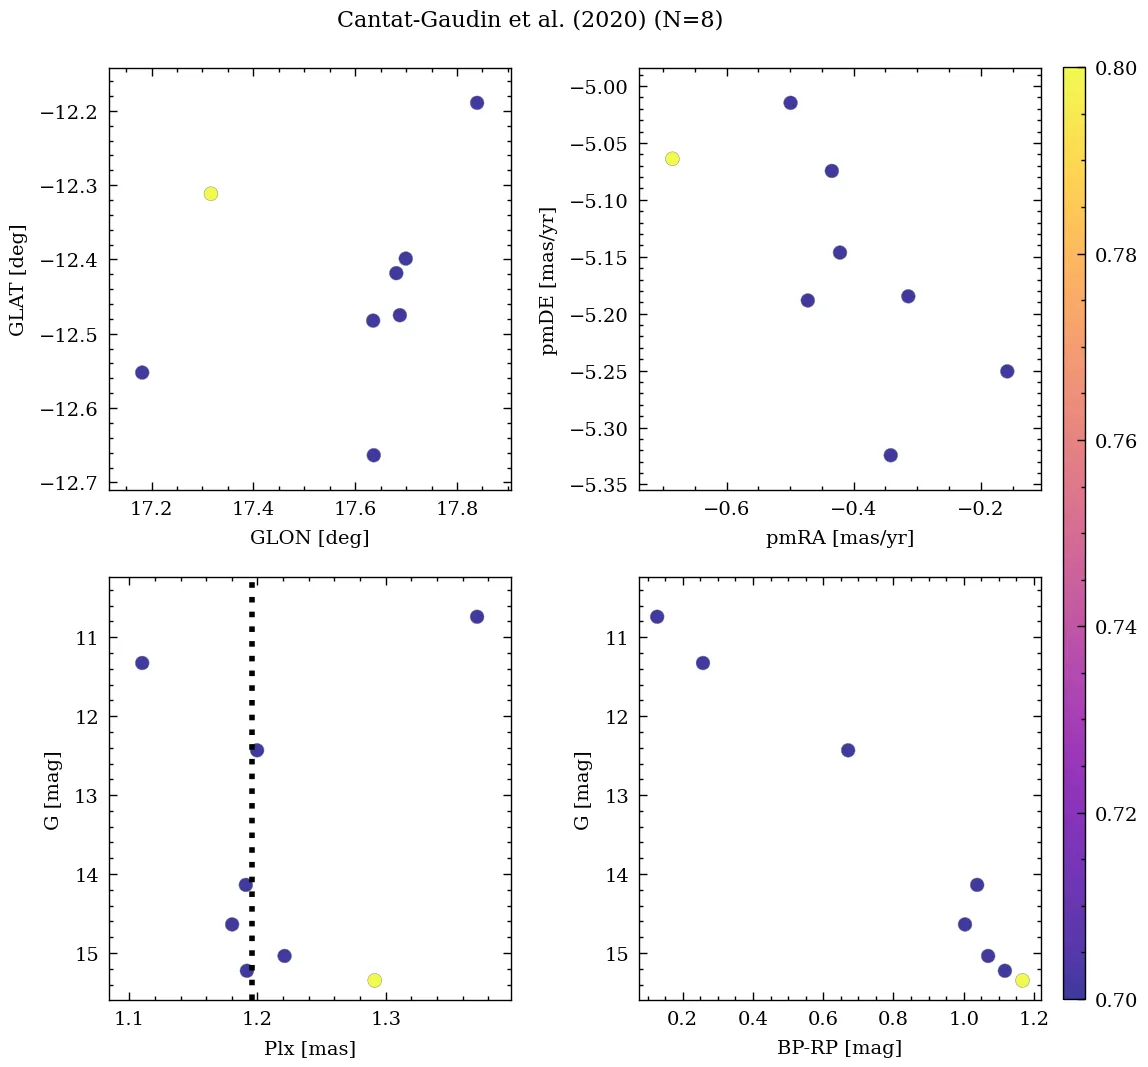 Cantat-Gaudin et al. (2020) (N=8)
−12.2
−12.3
−12.4
−12.5
−12.6
−12.7
GLAT [deg]
17.2 17.4 17.6 17.8
GLON [deg]
−5.00
−5.05
−5.10
−5.15
−5.20
−5.25
−5.30
−5.35
pmDE [mas/yr]
−0.6 −0.4 −0.2
pmRA [mas/yr]
11
12
13
14
15
G [mag]
1.1 1.2 1.3
Plx [mas]
11
12
13
14
15
G [mag]
0.2 0.4 0.6 0.8 1.0 1.2
BP-RP [mag]
0.80
0.78
0.76
0.74
0.72
0.70